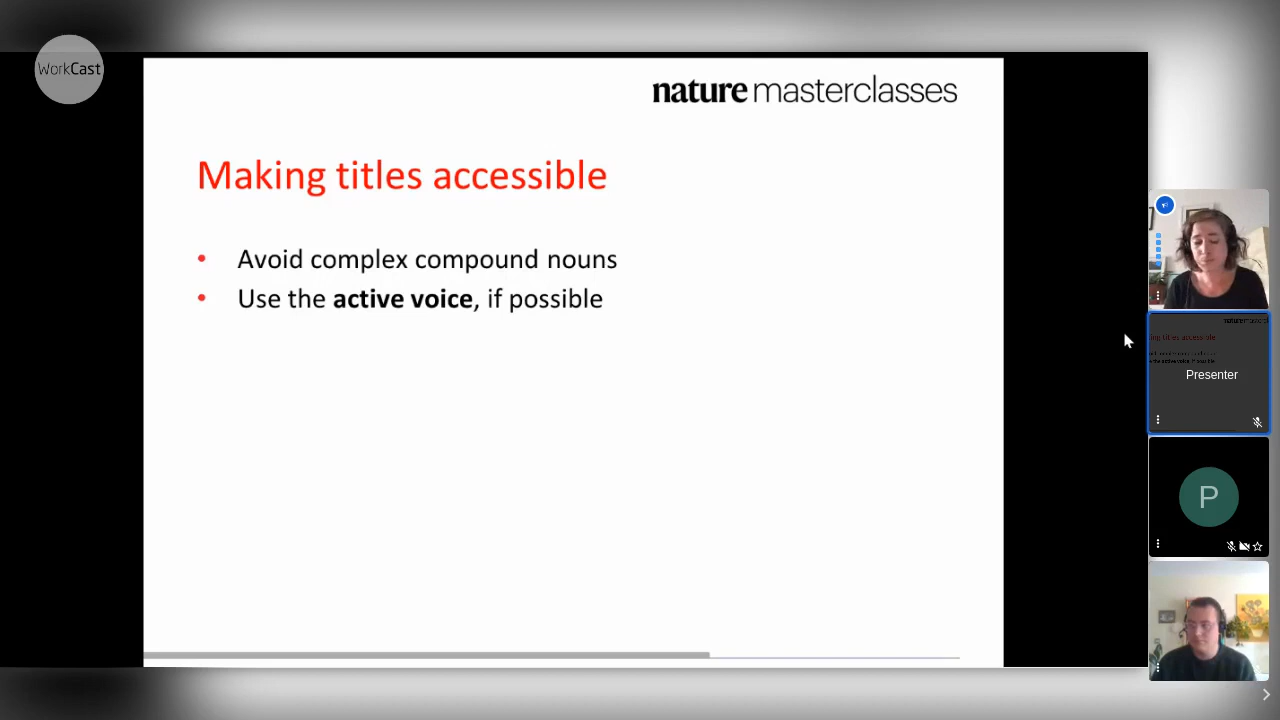 WorkCast
nature masterclasses
Making titles accessible
• Avoid complex compound nouns
• Use the active voice, if possible
Presenter
P